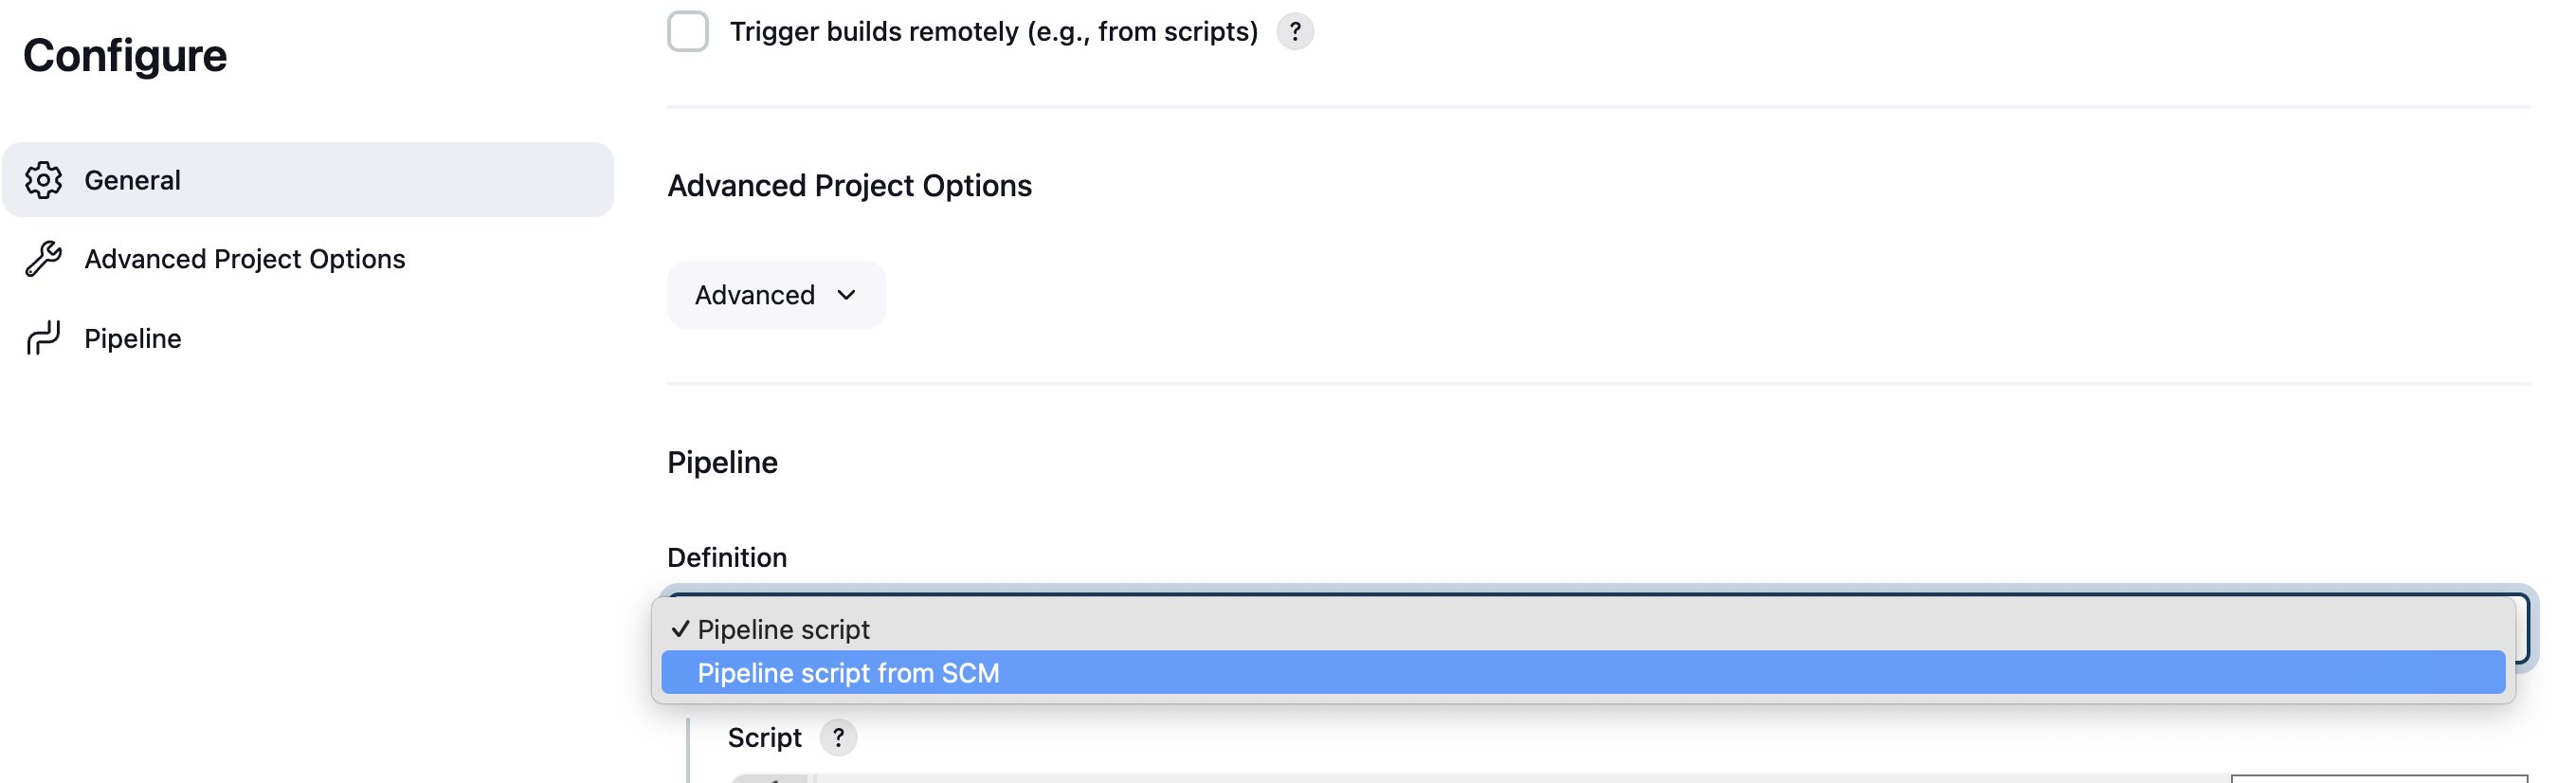 Configure
General
Advanced Project Options
Pipeline
Trigger builds remotely (e.g., from scripts) ?
Advanced Project Options
Advanced
Pipeline
Definition
✓ Pipeline script
Pipeline script from SCM
Script ?